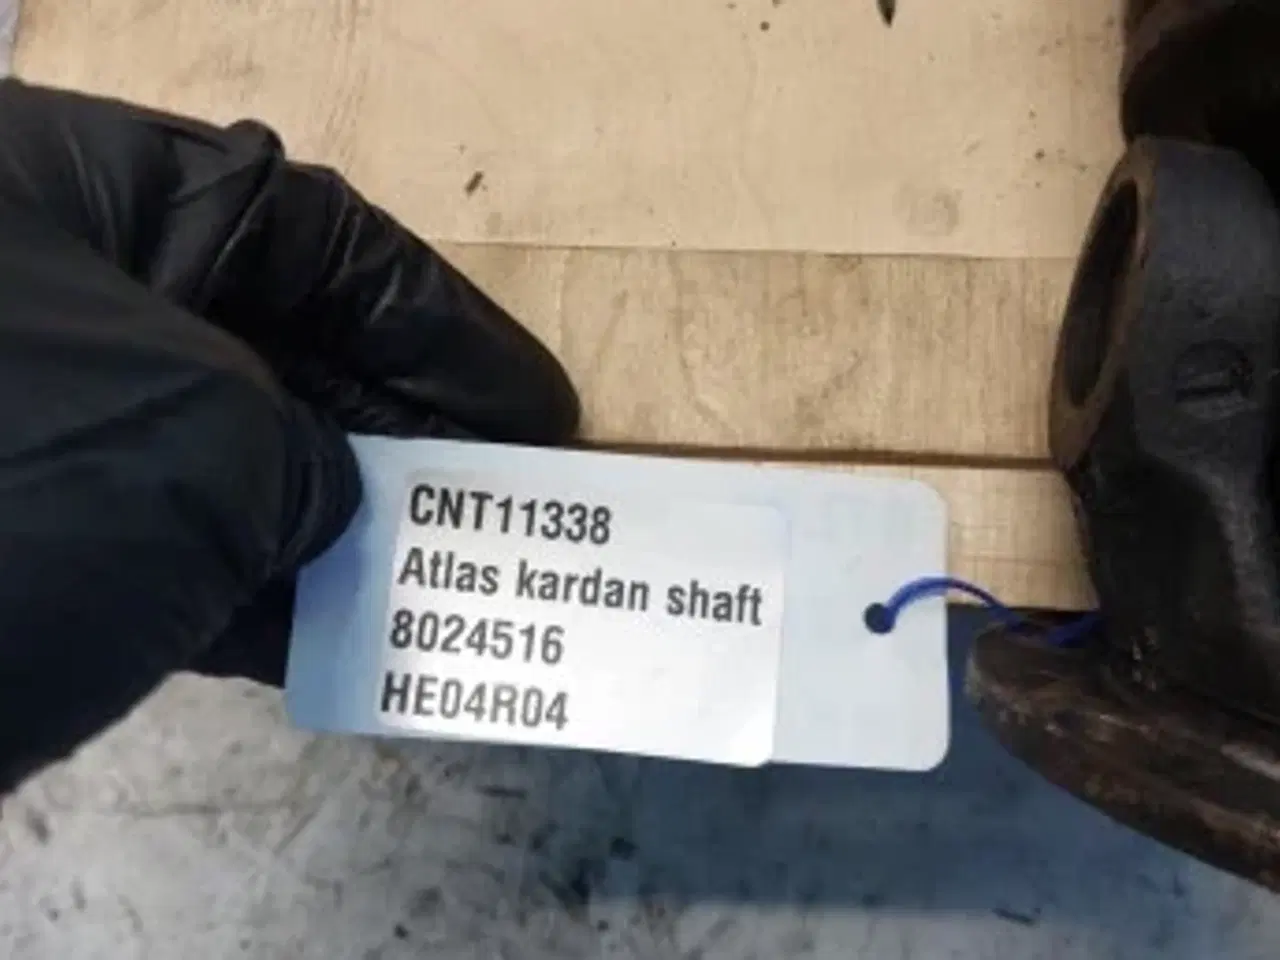 CNT11338
Atlas kardan shaft
8024516
HE04R04